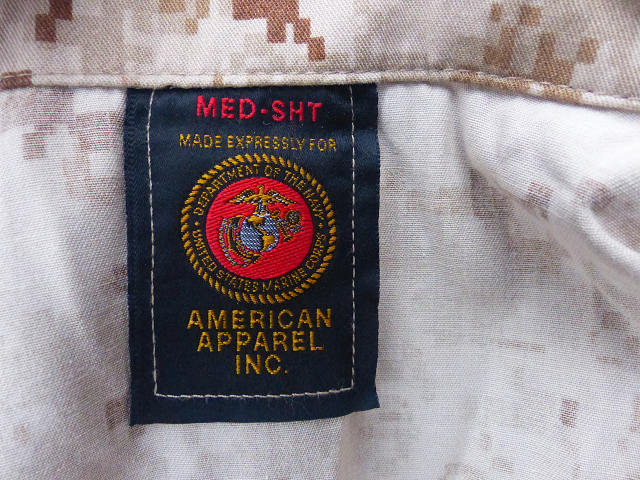 MED-SHT
MADE EXPRESSLY FOR
DEPARTMENT OF THE NAVY
UNITED STATES MARINE CORPS
AMERICAN
APPAREL
INC.